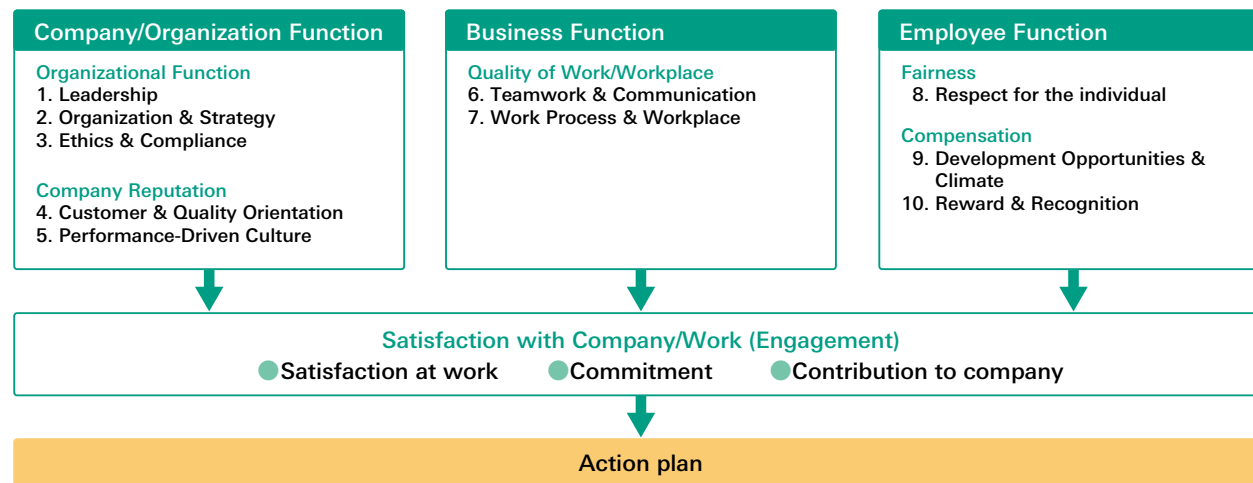 Company/Organization Function
Organizational Function
1. Leadership
2. Organization & Strategy
3. Ethics & Compliance
Company Reputation
4. Customer & Quality Orientation
5. Performance-Driven Culture
Business Function
Quality of Work/Workplace
6. Teamwork & Communication
7. Work Process & Workplace
Employee Function
Fairness
8. Respect for the individual
Compensation
9. Development Opportunities &
Climate
10. Reward & Recognition
Satisfaction with Company/Work (Engagement)
Satisfaction at work Commitment Contribution to company
Action plan